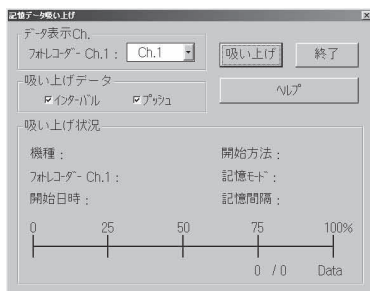 記憶データ吸い上げ
データ表示Ch.
フォトレコーダー Ch.1 : Ch.1
吸い上げ 終了
吸い上げデータ
インターバル プッシュ
ヘルプ
吸い上げ状況
機種 : 開始方法 :
フォトレコーダー Ch.1 : 記憶モード :
開始日時 : 記憶間隔 :
0 25 50 75 100%
0 / 0 Data